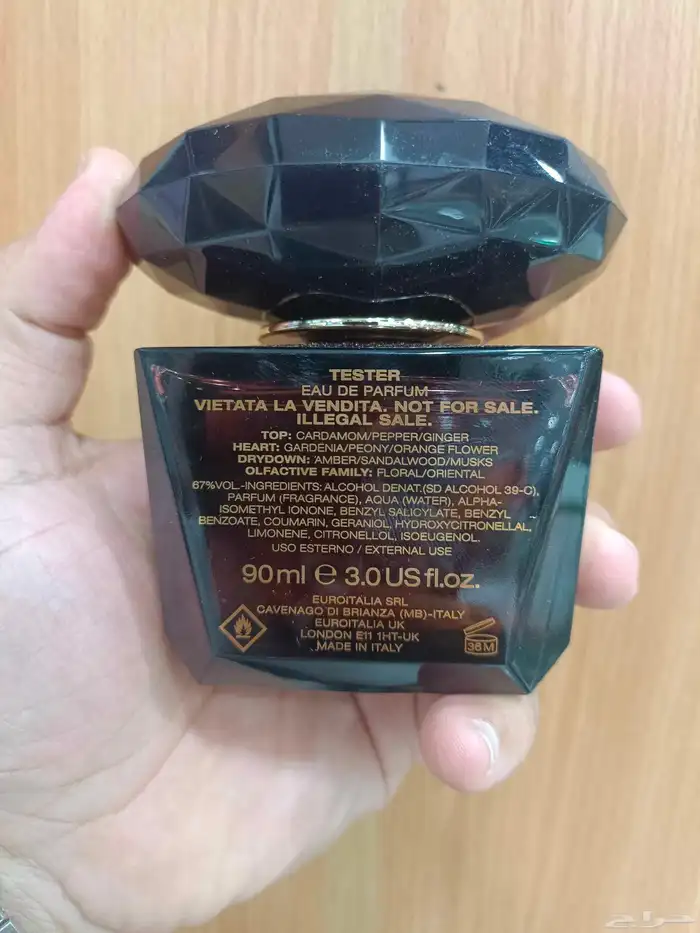 TESTER
EAU DE PARFUM
VIETATA LA VENDITA. NOT FOR SALE.
ILLEGAL SALE.
TOP: CARDAMOM/PEPPER/GINGER
HEART: GARDENIA/PEONY/ORANGE FLOWER
DRYDOWN: AMBER/SANDALWOOD/MUSKS
OLFACTIVE FAMILY: FLORAL/ORIENTAL
87%VOL-INGREDIENTS: ALCOHOL DENAT.(SD ALCOHOL 39-C),
PARFUM (FRAGRANCE), AQUA (WATER), ALPHA-
ISOMETHYL IONONE, BENZYL SALICYLATE, BENZYL
BENZOATE, COUMARIN, GERANIOL, HYDROXYCITRONELLAL,
LIMONENE, CITRONELLOL, ISOEUGENOL.
USO ESTERNO / EXTERNAL USE
90ml ℮ 3.0 US fl.oz.
EUROITALIA SRL
CAVENAGO DI BRIANZA (MB)-ITALY
EUROITALIA UK
LONDON E11 1HT-UK
MADE IN ITALY
36M
حراج